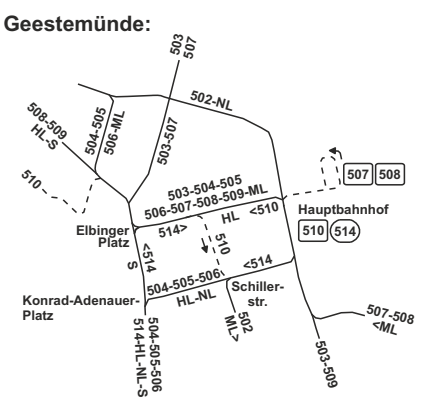 Geestemünde:
503
507
502-NL
504-505
506-ML
508-509
HL-S
503-507
510
503-504-505
506-507-508-509-ML
HL
<510
507
508
Hauptbahnhof
510
514
Elbinger
Platz
514>
510
<514
S
<514
504-505-506
HL-NL
Schiller-
str.
Konrad-Adenauer-
Platz
502
ML>
507-508
<ML
503-509
504-505-506
514-HL-NL-S